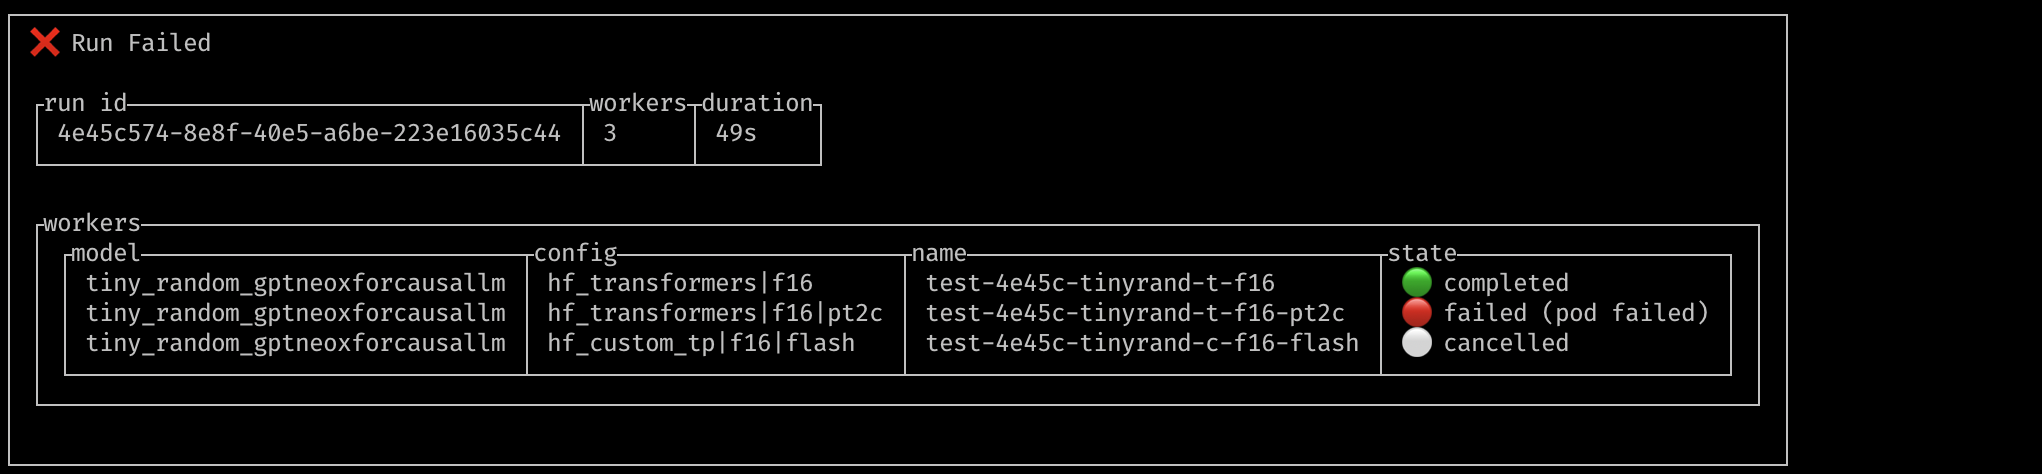 ❌ Run Failed
run id workers duration
4e45c574-8e8f-40e5-a6be-223e16035c44 3 49s
workers
model config name state
tiny_random_gptneoxforcausallm hf_transformers|f16 test-4e45c-tinyrand-t-f16 completed
tiny_random_gptneoxforcausallm hf_transformers|f16|pt2c test-4e45c-tinyrand-t-f16-pt2c failed (pod failed)
tiny_random_gptneoxforcausallm hf_custom_tp|f16|flash test-4e45c-tinyrand-c-f16-flash cancelled